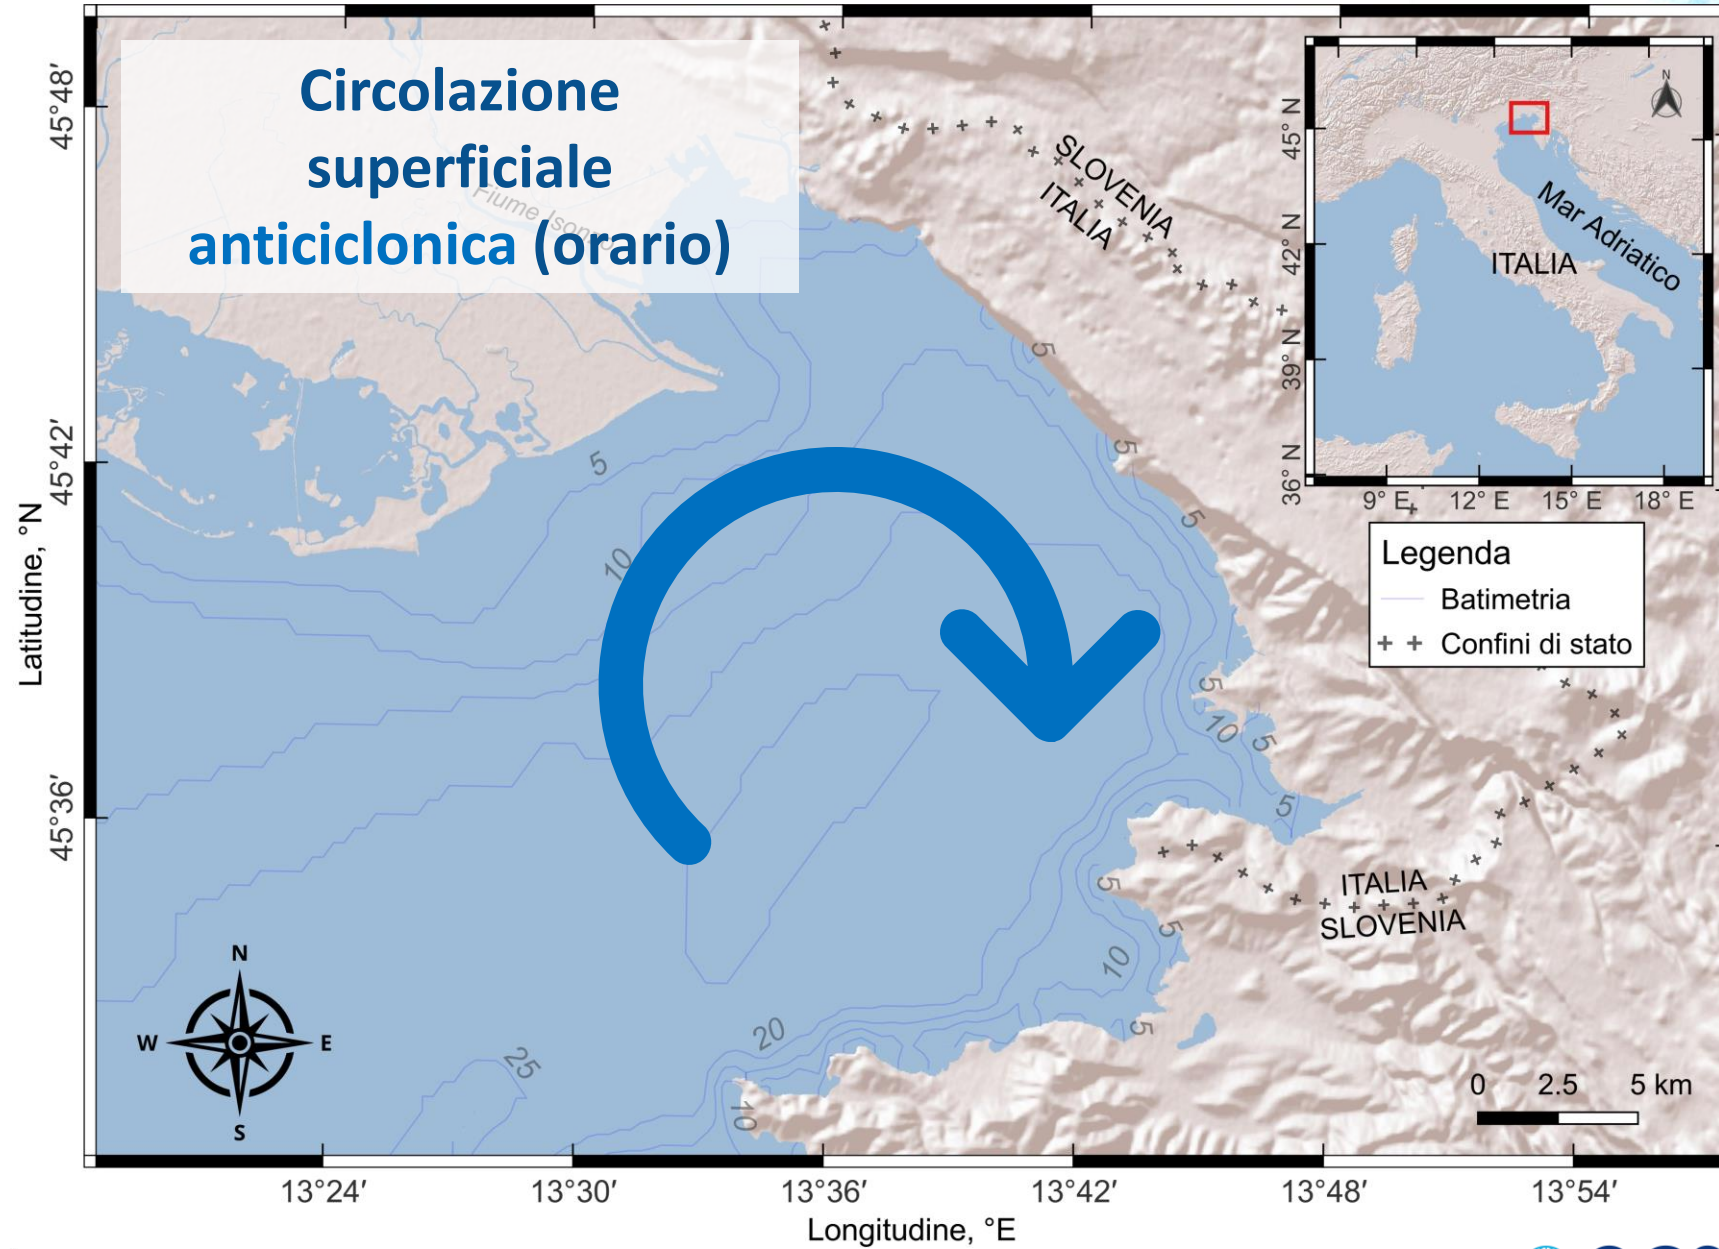 Circolazione
superficiale
anticiclonica (orario)
Fiume Isonzo
SLOVENIA
ITALIA
N
45° N
42° N
39° N
36° N
Mar Adriatico
ITALIA
9° E
12° E
15° E
18° E
Legenda
Batimetria
Confini di stato
45°48′
45°42′
45°36′
Latitudine, °N
5
5
5
5
10
5
10
5
5
5
5
10
5
20
25
10
ITALIA
SLOVENIA
N
W
E
S
0 2.5 5 km
13°24′
13°30′
13°36′
13°42′
13°48′
13°54′
Longitudine, °E